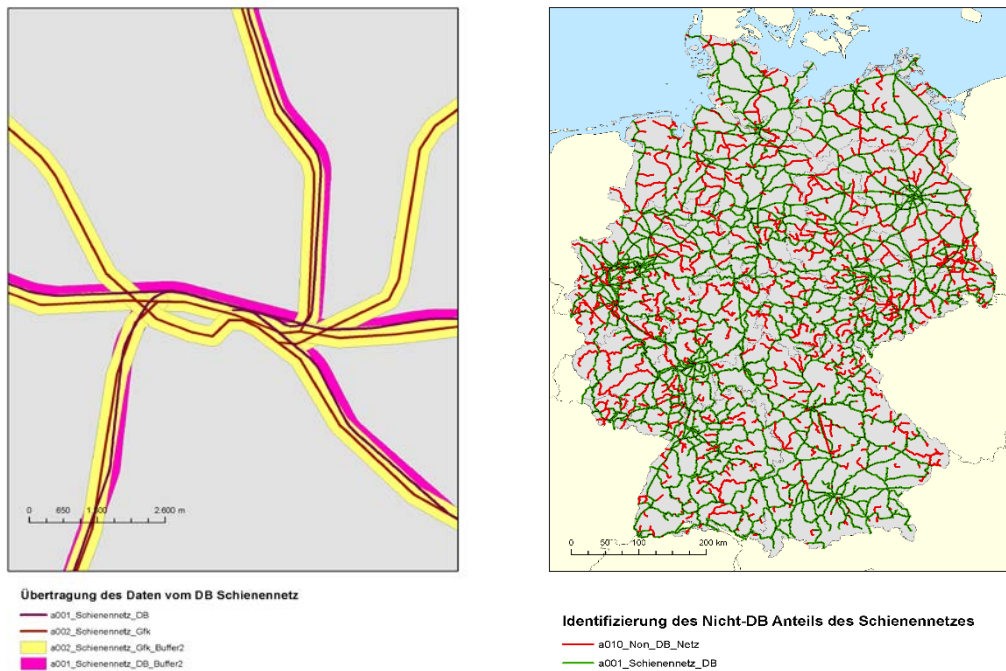 0 650 1.300 2.600 m
Übertragung des Daten vom DB Schienennetz
a001_Schienennetz_DB
a002_Schienennetz_Gfk
a002_Schienennetz_Gfk_Buffer2
a001_Schienennetz_DB_Buffer2
0 50 100 200 km
Identifizierung des Nicht-DB Anteils des Schienennetzes
a010_Non_DB_Netz
a001_Schienennetz_DB